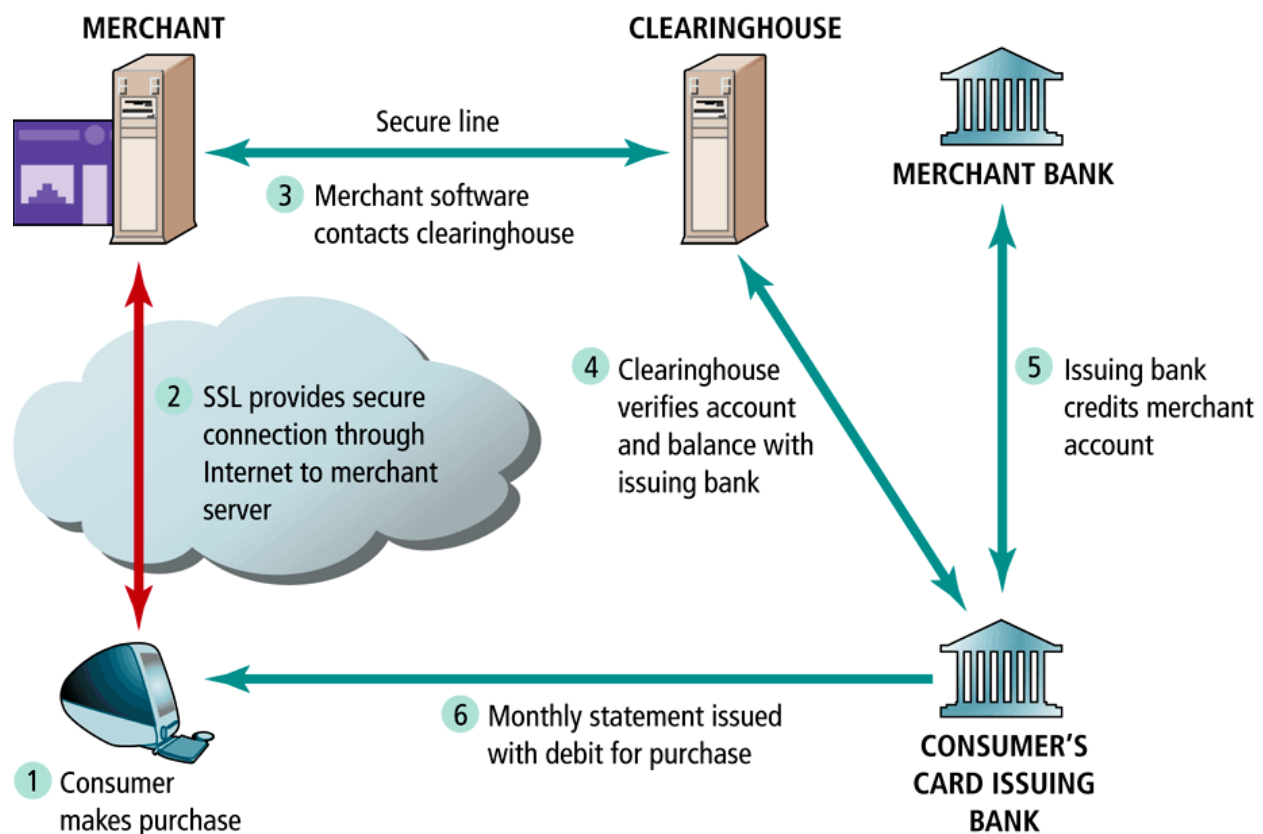 MERCHANT
CLEARINGHOUSE
Secure line
MERCHANT BANK
3 Merchant software
contacts clearinghouse
2 SSL provides secure
connection through
Internet to merchant
server
4 Clearinghouse
verifies account
and balance with
issuing bank
5 Issuing bank
credits merchant
account
6 Monthly statement issued
with debit for purchase
CONSUMER'S
CARD ISSUING
BANK
1 Consumer
makes purchase